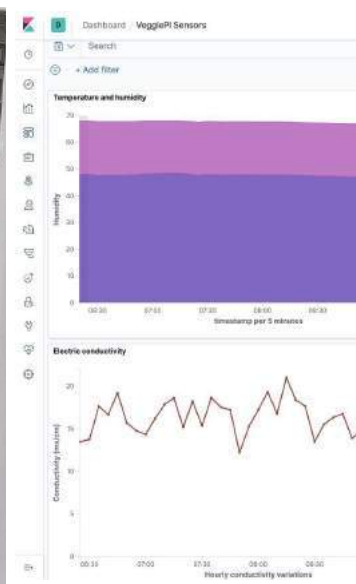 D Dashboard / VeggiePI Sensors
Search
+ Add filter
Temperature and humidity
70
60
50
40
30
20
10
0
Humidity
06:30 07:00 07:30 08:00 08:30
timestamp per 5 minutes
Electric conductivity
20
15
10
5
0
Conductivity [ms/cm]
06:30 07:00 07:30 08:00 08:30
Hourly conductivity variations